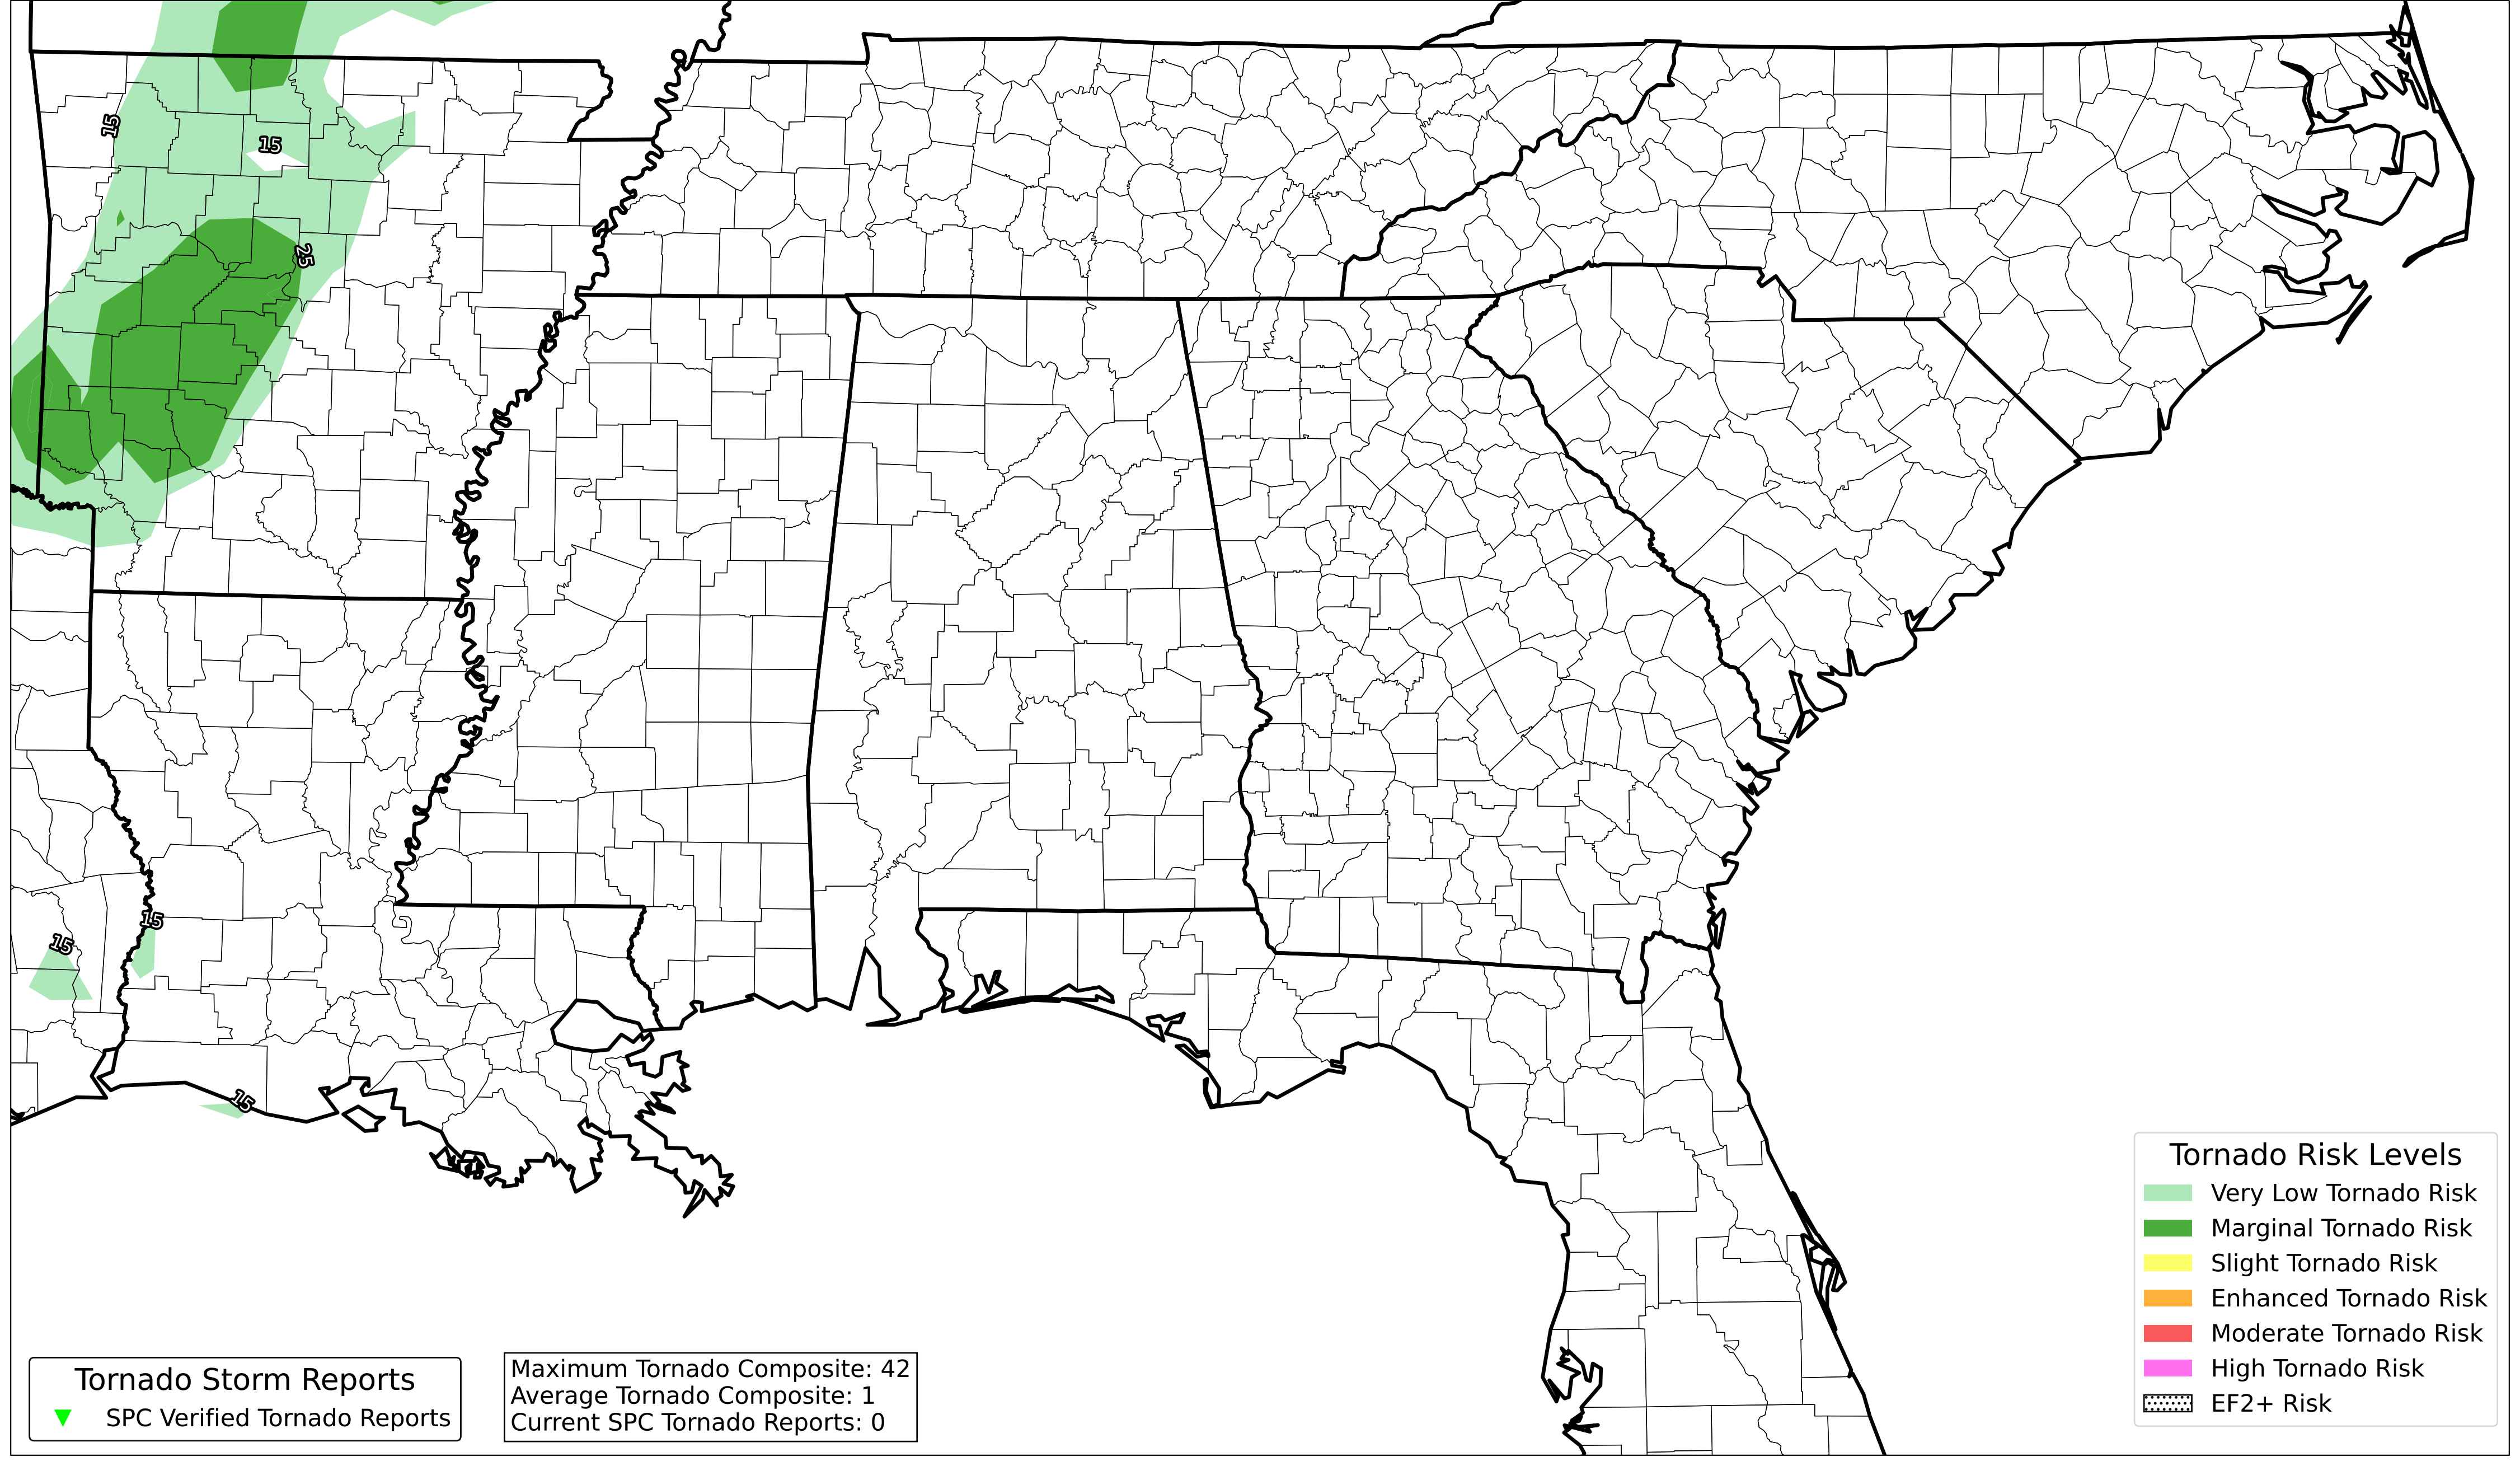 15
15
25
15
15
15
Tornado Risk Levels
Very Low Tornado Risk
Marginal Tornado Risk
Slight Tornado Risk
Enhanced Tornado Risk
Moderate Tornado Risk
High Tornado Risk
EF2+ Risk
Tornado Storm Reports
SPC Verified Tornado Reports
Maximum Tornado Composite: 42
Average Tornado Composite: 1
Current SPC Tornado Reports: 0